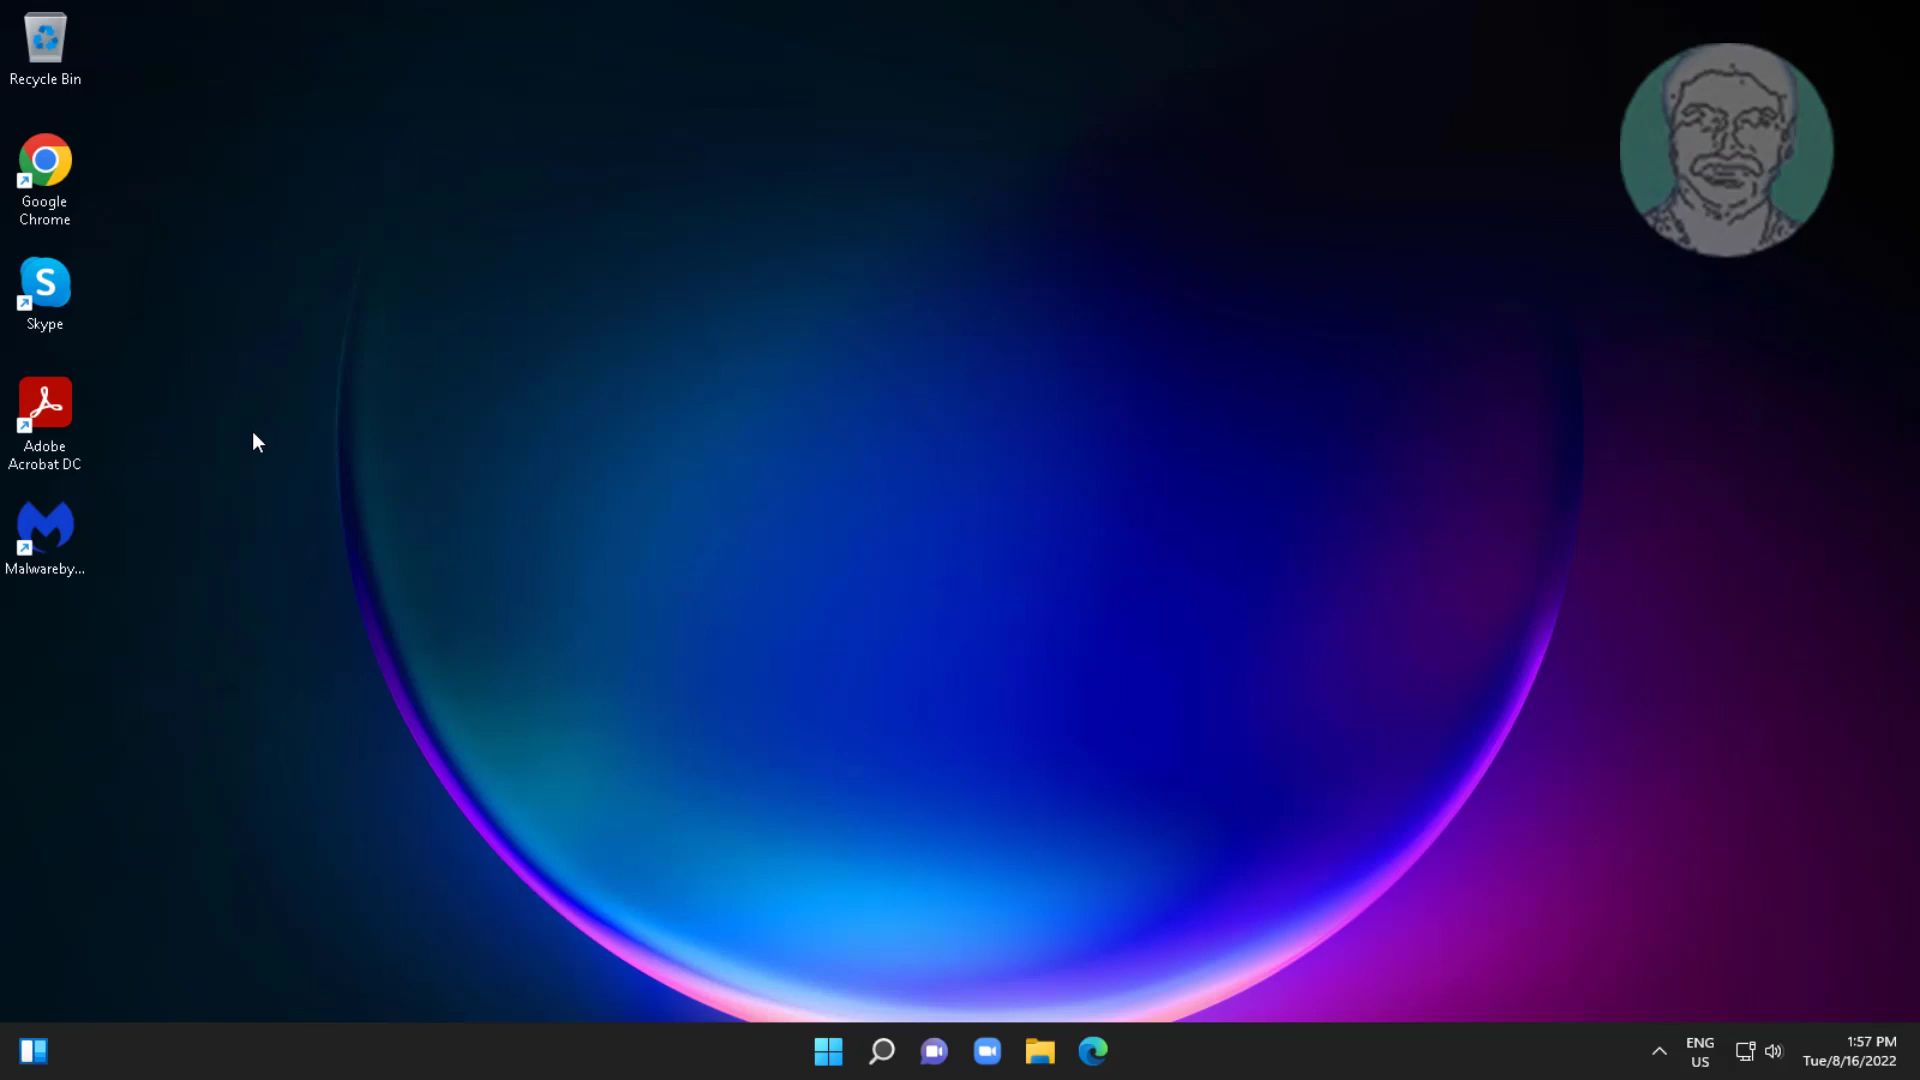 Recycle Bin
Google
Chrome
S
Skype
Adobe
Acrobat DC
Malwareby...
ENG
US
1:57 PM
Tue/8/16/2022